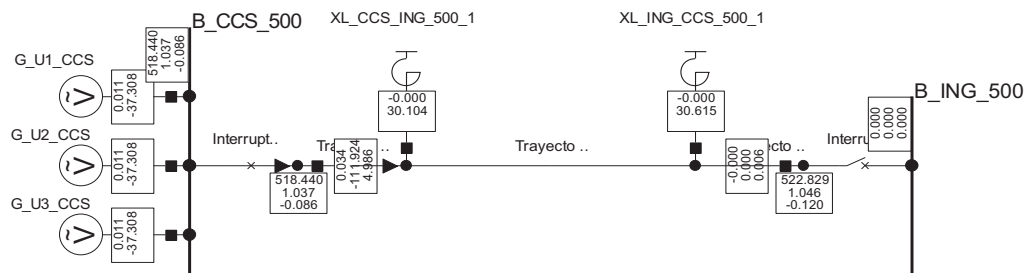 XL_CCS_ING_500_1
XL_ING_CCS_500_1
B_CCS_500
518.440
1.037
-0.086
G_U1_CCS
V
0.011
-37.308
-0.000
30.104
-0.000
30.615
B_ING_500
0.000
0.000
0.000
G_U2_CCS
V
0.011
-37.308
Interrupt..
Tra
0.034
-111.924
4.986
Trayecto ..
-0.000
0.000
0.006
ecto ..
Interru
518.440
1.037
-0.086
522.829
1.046
-0.120
G_U3_CCS
V
0.011
-37.308